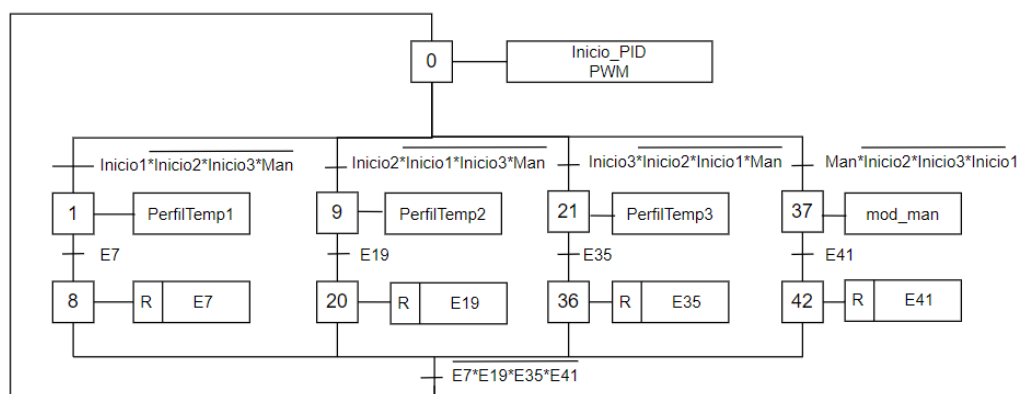 0
Inicio_PID
PWM
Inicio1*Inicio2*Inicio3*Man
Inicio2*Inicio1*Inicio3*Man
Inicio3*Inicio2*Inicio1*Man
Man*Inicio2*Inicio3*Inicio1
1
PerfilTemp1
9
PerfilTemp2
21
PerfilTemp3
37
mod_man
E7
E19
E35
E41
8
R
E7
20
R
E19
36
R
E35
42
R
E41
E7*E19*E35*E41